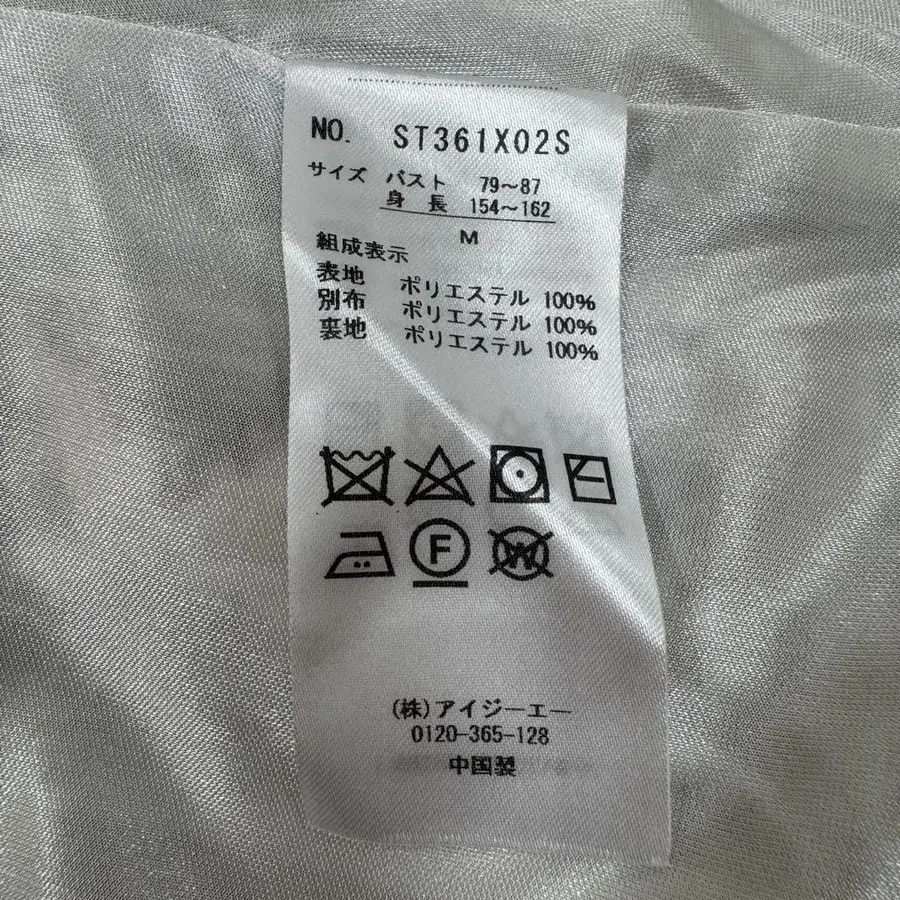 NO. ST361X02S
サイズ バスト 79～87
身長 154～162
M
組成表示
表地 ポリエステル 100%
別布 ポリエステル 100%
裏地 ポリエステル 100%
F
W
(株)アイジーエー
0120-365-128
中国製